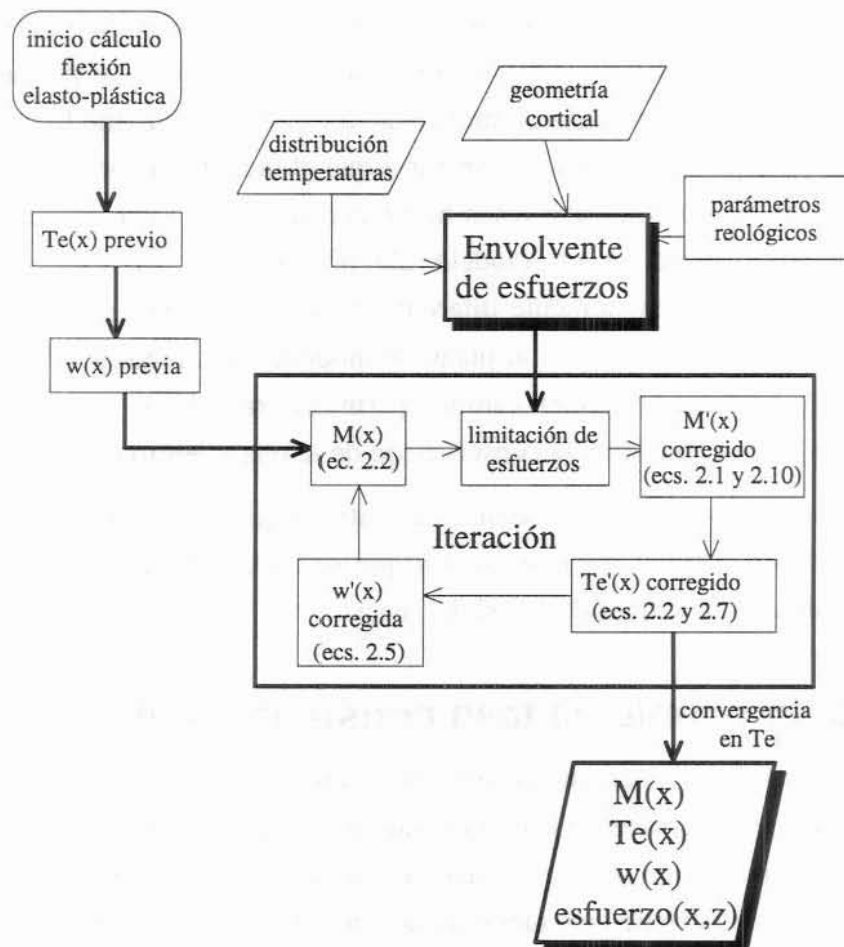 inicio cálculo
flexión
elasto-plástica
geometría
cortical
distribución
temperaturas
parámetros
reológicos
Te(x) previo
Envolvente
de esfuerzos
w(x) previa
M(x)
(ec. 2.2)
limitación de
esfuerzos
M'(x)
corregido
(ecs. 2.1 y 2.10)
Iteración
w'(x)
corregida
(ecs. 2.5)
Te'(x) corregido
(ecs. 2.2 y 2.7)
convergencia
en Te
M(x)
Te(x)
w(x)
esfuerzo(x,z)